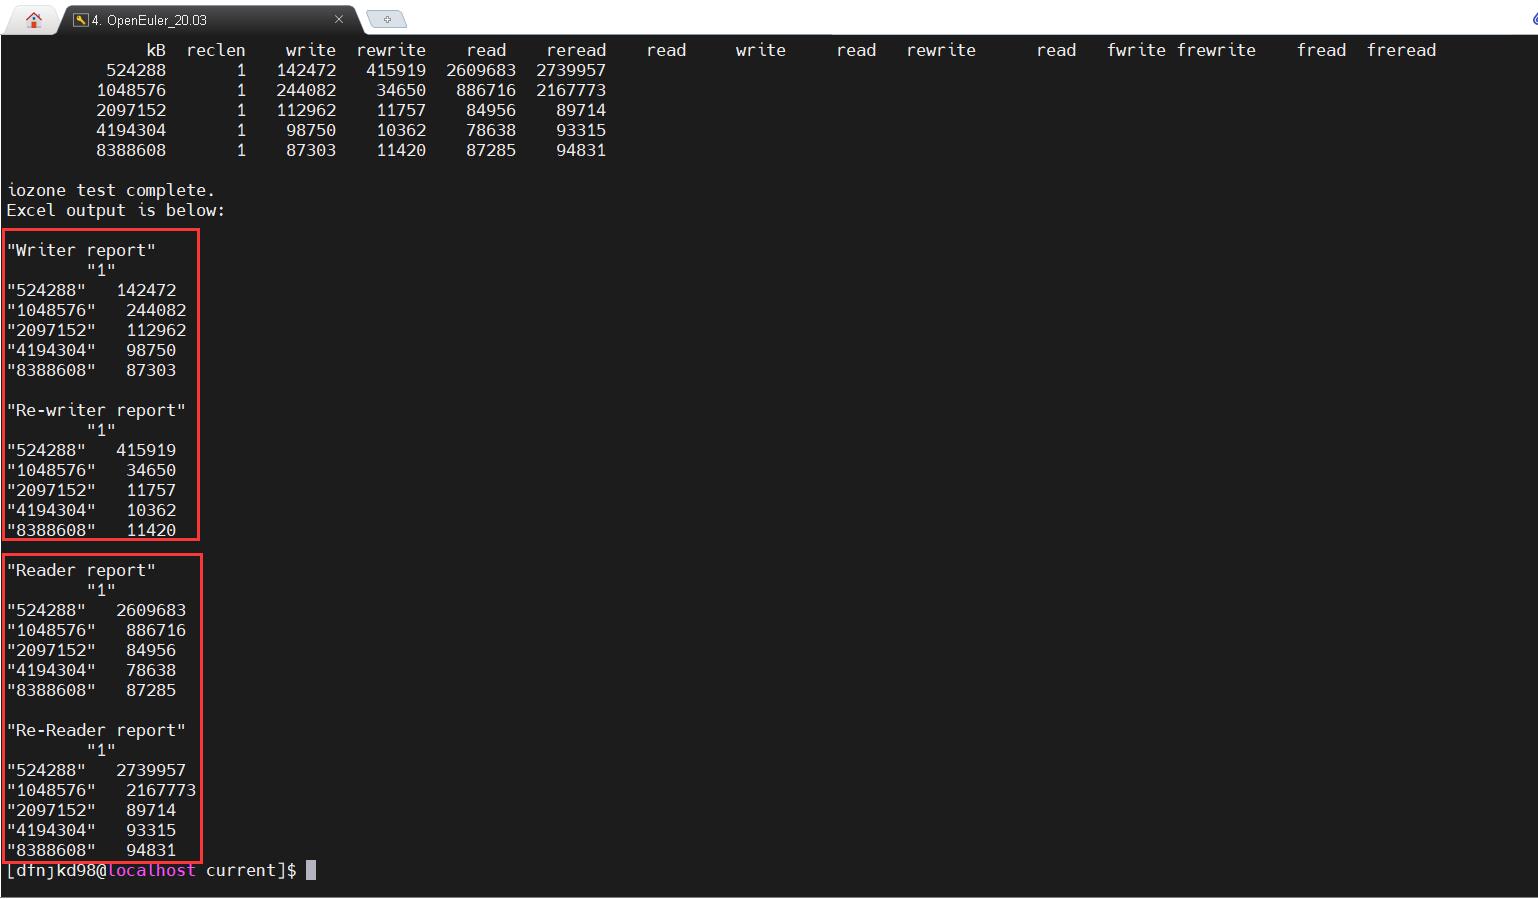 4. OpenEuler_20.03
kB reclen write rewrite read reread read write read rewrite read fwrite frewrite fread freread
524288 1 142472 415919 2609683 2739957
1048576 1 244082 34650 886716 2167773
2097152 1 112962 11757 84956 89714
4194304 1 98750 10362 78638 93315
8388608 1 87303 11420 87285 94831
iozone test complete.
Excel output is below:
"Writer report"
"1"
"524288" 142472
"1048576" 244082
"2097152" 112962
"4194304" 98750
"8388608" 87303
"Re-writer report"
"1"
"524288" 415919
"1048576" 34650
"2097152" 11757
"4194304" 10362
"8388608" 11420
"Reader report"
"1"
"524288" 2609683
"1048576" 886716
"2097152" 84956
"4194304" 78638
"8388608" 87285
"Re-Reader report"
"1"
"524288" 2739957
"1048576" 2167773
"2097152" 89714
"4194304" 93315
"8388608" 94831
[dfnjkd98@localhost current]$